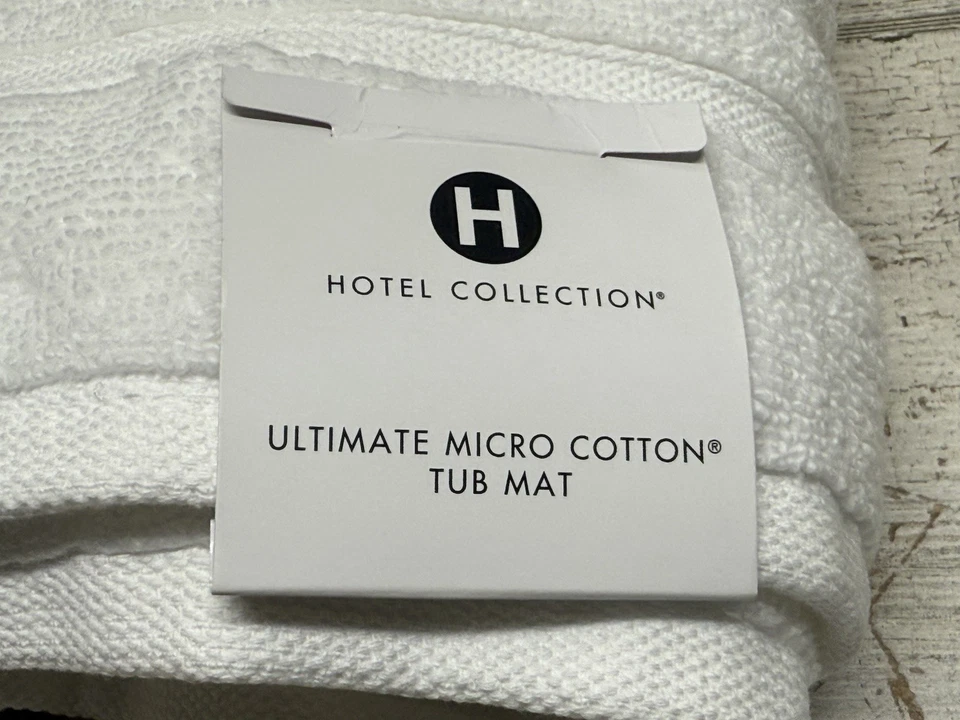 H
HOTEL COLLECTION®
ULTIMATE MICRO COTTON®
TUB MAT